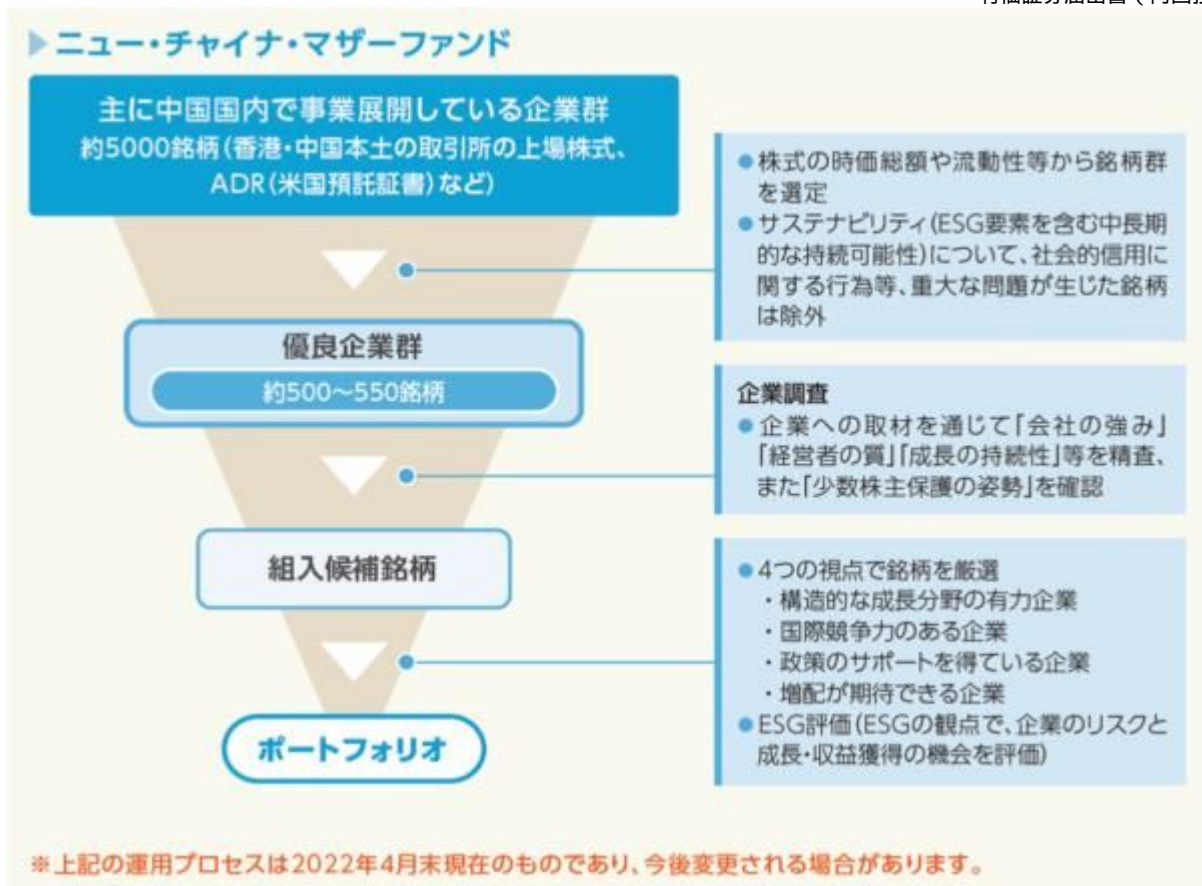 ▶ニュー・チャイナ・マザーファンド
主に中国国内で事業展開している企業群
約5000銘柄(香港・中国本土の取引所の上場株式、
ADR(米国預託証書)など)
●株式の時価総額や流動性等から銘柄群
を選定
●サステナビリティ(ESG要素を含む中長期
的な持続可能性)について、社会的信用に
関する行為等、重大な問題が生じた銘柄
は除外
優良企業群
約500～550銘柄
企業調査
●企業への取材を通じて「会社の強み」
「経営者の質」「成長の持続性」等を精査、
また「少数株主保護の姿勢」を確認
組入候補銘柄
●4つの視点で銘柄を厳選
・構造的な成長分野の有力企業
・国際競争力のある企業
・政策のサポートを得ている企業
・増配が期待できる企業
●ESG評価(ESGの観点で、企業のリスクと
成長・収益獲得の機会を評価)
ポートフォリオ
※上記の運用プロセスは2022年4月末現在のものであり、今後変更される場合があります。